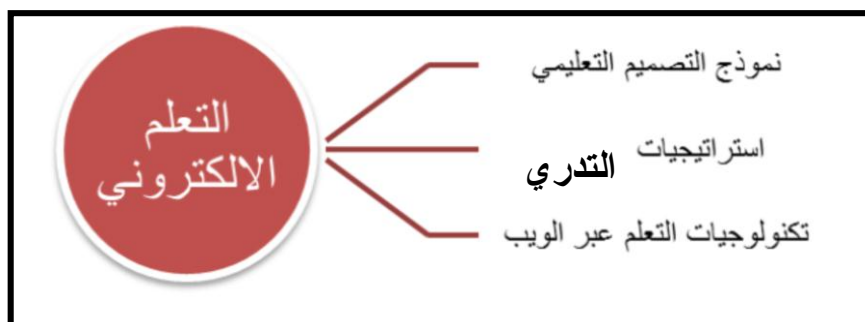 التعلم
الالكتروني
نموذج التصميم التعليمي
استراتيجيات التدري
تكنولوجيات التعلم عبر الويب